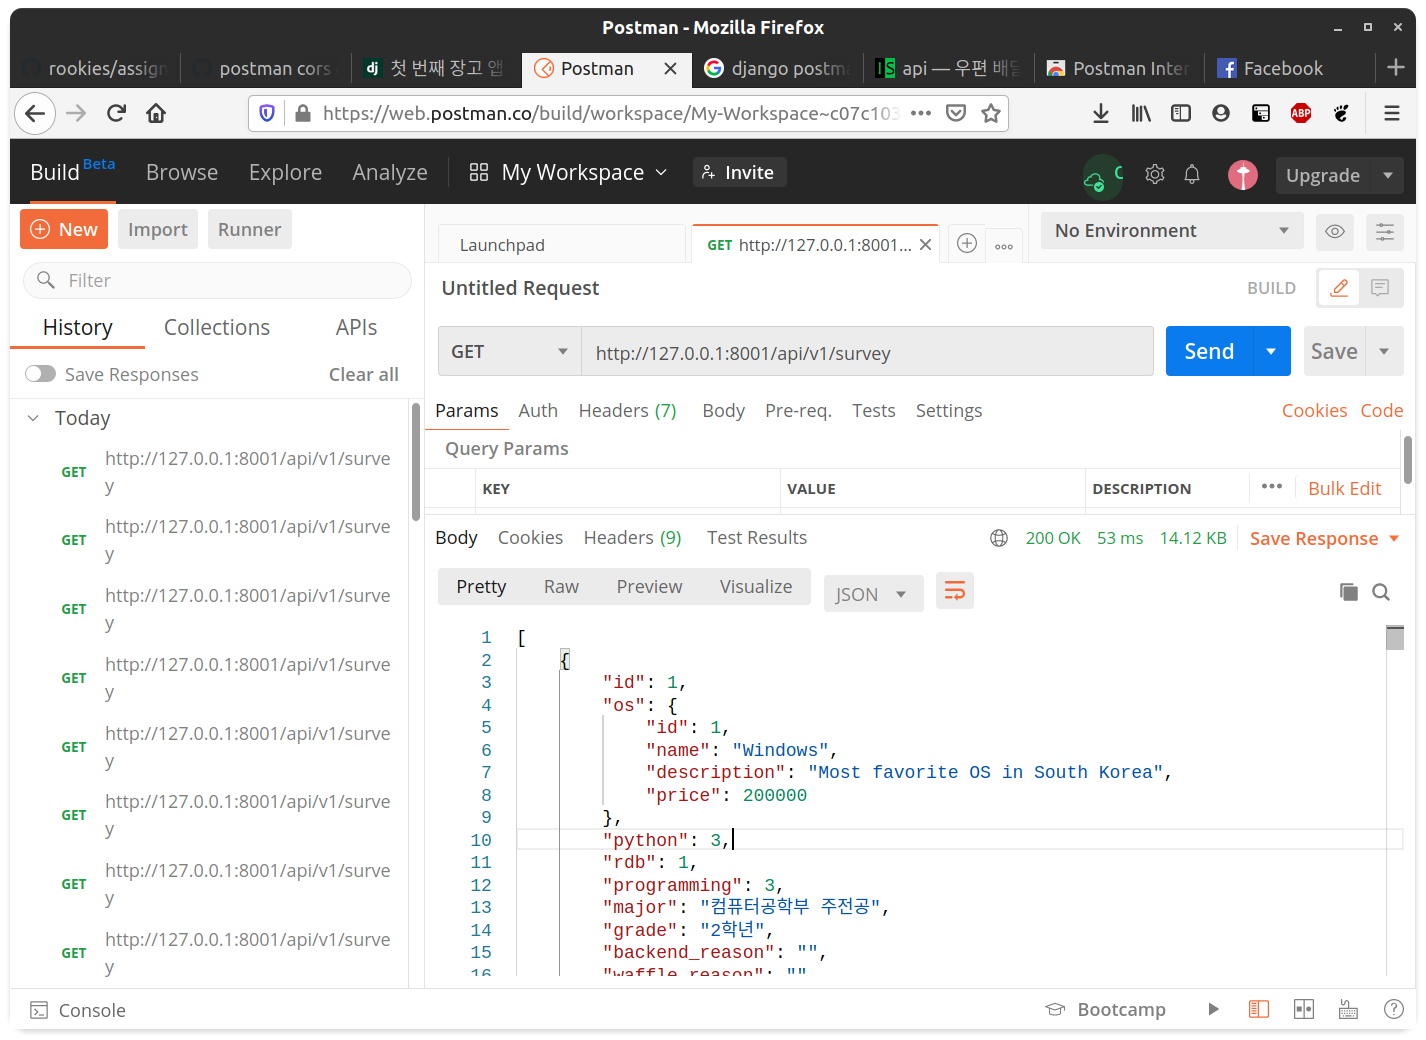 Postman - Mozilla Firefox
rookies/assign
postman cors
첫 번째 장고 앱
Postman
django postm
api — 우편 배달
Postman Inter
Facebook
https://web.postman.co/build/workspace/My-Workspace~c07c103
ABP
Build Beta
Browse
Explore
Analyze
My Workspace
Invite
Upgrade
New
Import
Runner
Launchpad
GET http://127.0.0.1:8001...
No Environment
Filter
Untitled Request
BUILD
History
Collections
APIs
GET
http://127.0.0.1:8001/api/v1/survey
Send
Save
Save Responses
Clear all
Params
Auth
Headers (7)
Body
Pre-req.
Tests
Settings
Cookies
Code
Today
Query Params
KEY
VALUE
DESCRIPTION
Bulk Edit
GET http://127.0.0.1:8001/api/v1/surve
y
GET http://127.0.0.1:8001/api/v1/surve
y
GET http://127.0.0.1:8001/api/v1/surve
y
GET http://127.0.0.1:8001/api/v1/surve
y
GET http://127.0.0.1:8001/api/v1/surve
y
GET http://127.0.0.1:8001/api/v1/surve
y
GET http://127.0.0.1:8001/api/v1/surve
y
GET http://127.0.0.1:8001/api/v1/surve
y
Body
Cookies
Headers (9)
Test Results
200 OK
53 ms
14.12 KB
Save Response
Pretty
Raw
Preview
Visualize
JSON
1 [
2 {
3 "id": 1,
4 "os": {
5 "id": 1,
6 "name": "Windows",
7 "description": "Most favorite OS in South Korea",
8 "price": 200000
9 },
10 "python": 3,
11 "rdb": 1,
12 "programming": 3,
13 "major": "컴퓨터공학부 주전공",
14 "grade": "2학년",
15 "backend_reason": "",
16 "waffle_reason": ""
Console
Bootcamp